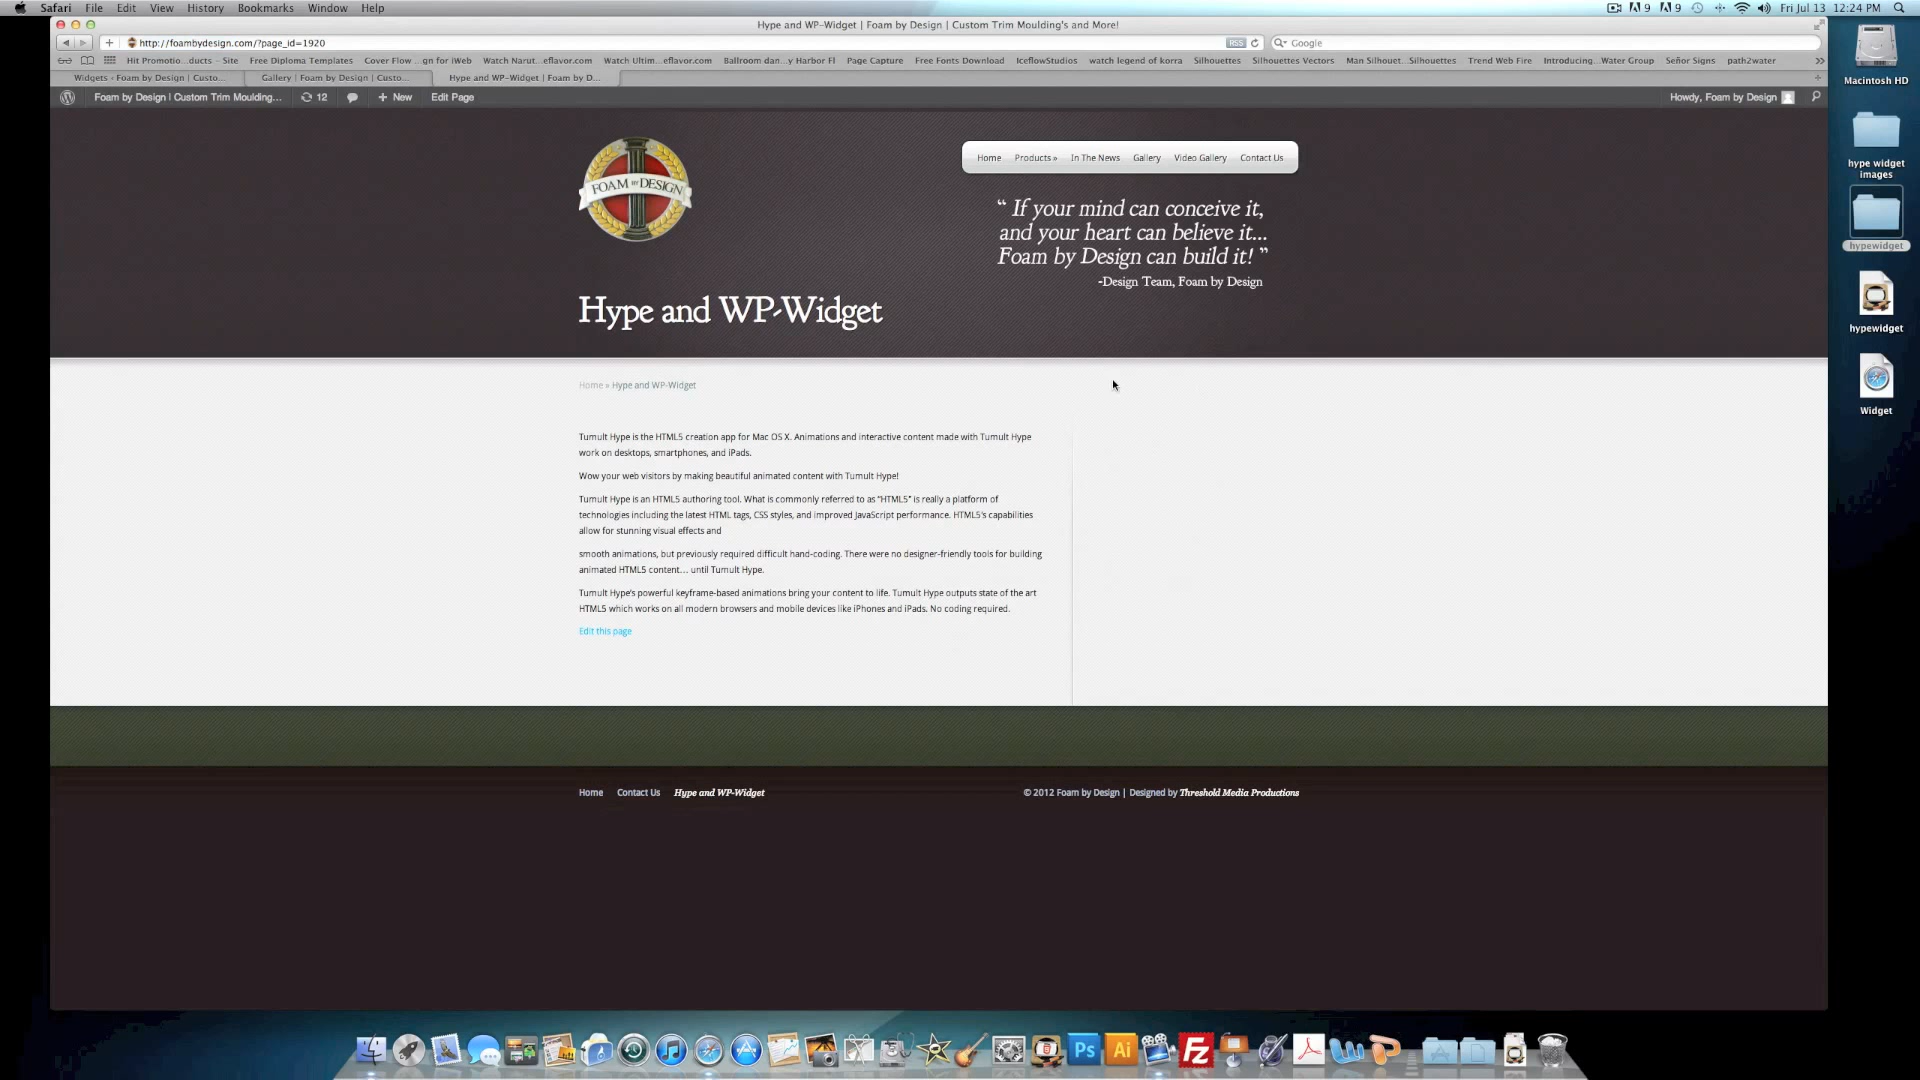 Safari File Edit View History Bookmarks Window Help
9 9 Fri Jul 13 12:24 PM
Hype and WP-Widget | Foam by Design | Custom Trim Moulding's and More!
http://foambydesign.com/?page_id=1920
RSS
Google
Hit Promotio...ducts - Site Free Diploma Templates Cover Flow ...gn for iWeb Watch Narut...eflavor.com Watch Ultim...eflavor.com Ballroom dan...y Harbor Fl Page Capture Free Fonts Download IceflowStudios watch legend of korra Silhouettes Silhouettes Vectors Man Silhouet...Silhouettes Trend Web Fire Introducing...Water Group Señor Signs path2water
Widgets ‹ Foam by Design | Custo...
Gallery | Foam by Design | Custo...
Hype and WP-Widget | Foam by D...
Foam by Design | Custom Trim Moulding... 12 + New Edit Page
Howdy, Foam by Design
FOAM BY DESIGN
Home Products » In The News Gallery Video Gallery Contact Us
“ If your mind can conceive it,
and your heart can believe it...
Foam by Design can build it! ”
-Design Team, Foam by Design
Hype and WP-Widget
Home » Hype and WP-Widget
Tumult Hype is the HTML5 creation app for Mac OS X. Animations and interactive content made with Tumult Hype
work on desktops, smartphones, and iPads.
Wow your web visitors by making beautiful animated content with Tumult Hype!
Tumult Hype is an HTML5 authoring tool. What is commonly referred to as “HTML5” is really a platform of
technologies including the latest HTML tags, CSS styles, and improved JavaScript performance. HTML5’s capabilities
allow for stunning visual effects and
smooth animations, but previously required difficult hand-coding. There were no designer-friendly tools for building
animated HTML5 content… until Tumult Hype.
Tumult Hype’s powerful keyframe-based animations bring your content to life. Tumult Hype outputs state of the art
HTML5 which works on all modern browsers and mobile devices like iPhones and iPads. No coding required.
Edit this page
Home Contact Us Hype and WP-Widget
© 2012 Foam by Design | Designed by Threshold Media Productions
Macintosh HD
hype widget
images
hypewidget
hypewidget
Widget
Ps
Ai
Fz